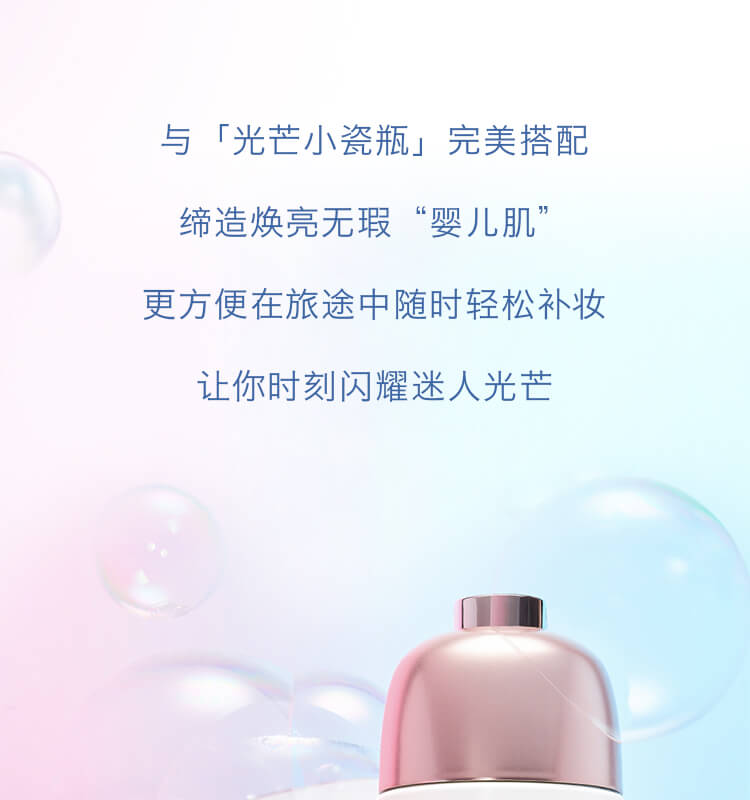 与「光芒小瓷瓶」完美搭配
缔造焕亮无瑕“婴儿肌”
更方便在旅途中随时轻松补妆
让你时刻闪耀迷人光芒